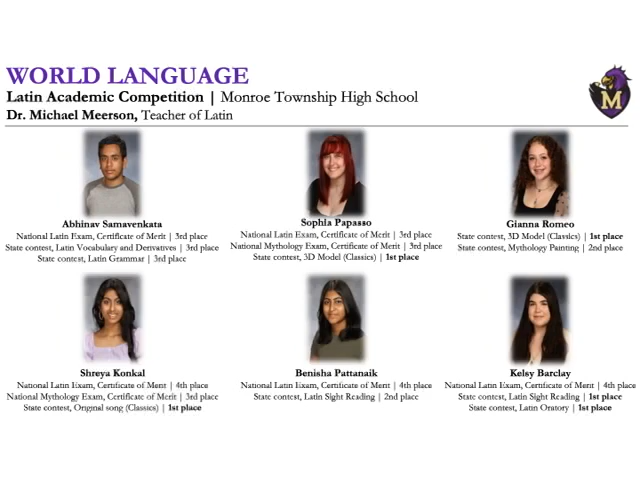 WORLD LANGUAGE
Latin Academic Competition | Monroe Township High School
Dr. Michael Meerson, Teacher of Latin
M
Abhinav Samavenkata
National Latin Exam, Certificate of Merit | 3rd place
State contest, Latin Vocabulary and Derivatives | 3rd place
State contest, Latin Grammar | 3rd place
Sophia Papasso
National Latin Exam, Certificate of Merit | 3rd place
National Mythology Exam, Certificate of Merit | 3rd place
State contest, 3D Model (Classics) | 1st place
Gianna Romeo
State contest, 3D Model (Classics) | 1st place
State contest, Mythology Painting | 2nd place
Shreya Konkal
National Latin Exam, Certificate of Merit | 4th place
National Mythology Exam, Certificate of Merit | 3rd place
State contest, Original song (Classics) | 1st place
Benisha Pattanaik
National Latin Exam, Certificate of Merit | 4th place
State contest, Latin Sight Reading | 2nd place
Kelsy Barclay
National Latin Exam, Certificate of Merit | 4th place
State contest, Latin Sight Reading | 1st place
State contest, Latin Oratory | 1st place